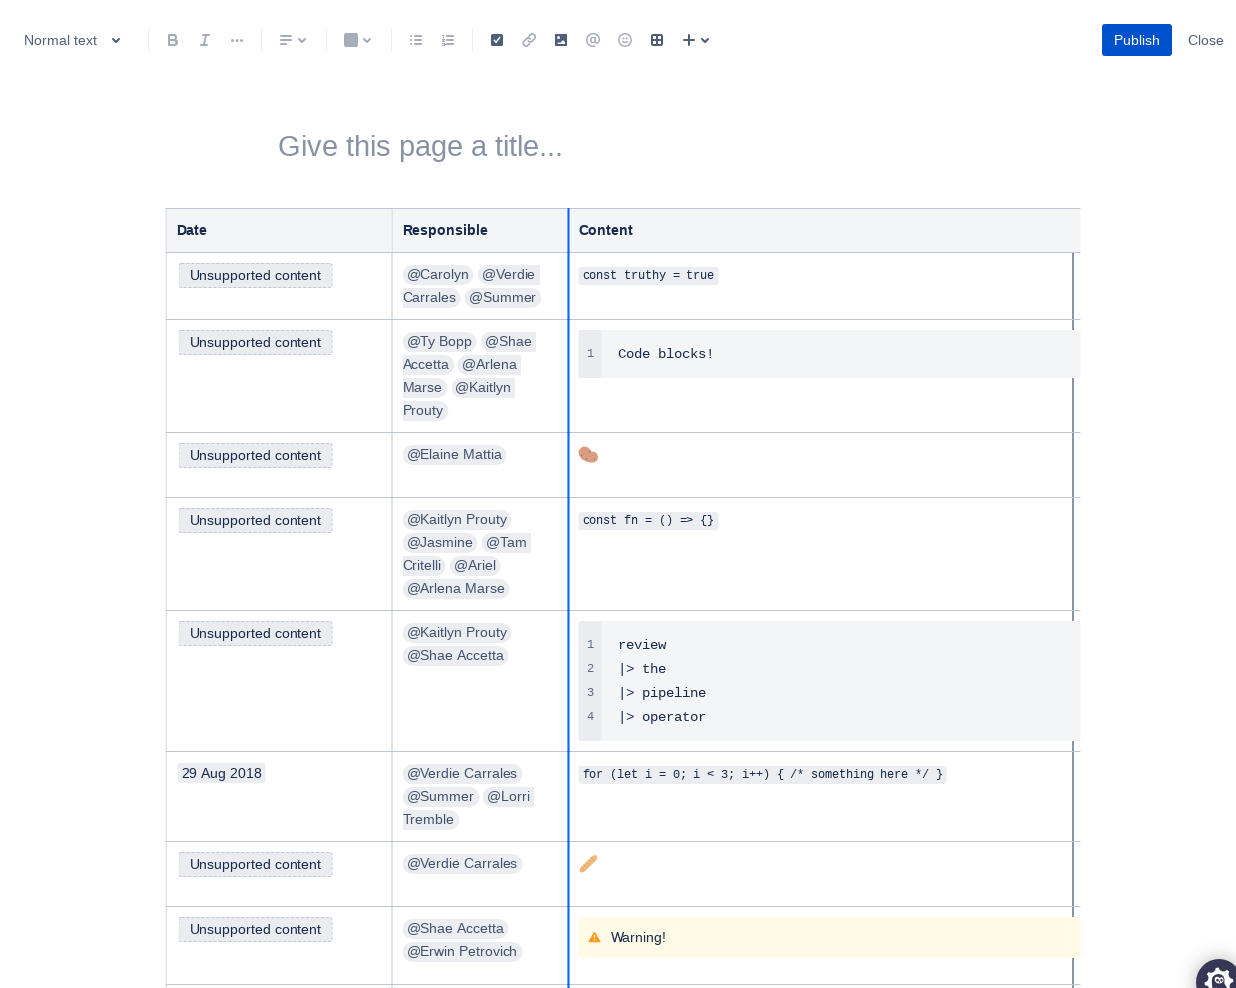 Normal text
Publish
Close
Give this page a title...
Date Responsible Content
Unsupported content @Carolyn @Verdie const truthy = true
Carrales @Summer
Unsupported content @Ty Bopp @Shae 1 Code blocks!
Accetta @Arlena
Marse @Kaitlyn
Prouty
Unsupported content @Elaine Mattia
Unsupported content @Kaitlyn Prouty const fn = () => {}
@Jasmine @Tam
Critelli @Ariel
@Arlena Marse
Unsupported content @Kaitlyn Prouty 1 review
@Shae Accetta 2 |> the
3 |> pipeline
4 |> operator
29 Aug 2018 @Verdie Carrales for (let i = 0; i < 3; i++) { /* something here */ }
@Summer @Lorri
Tremble
Unsupported content @Verdie Carrales
Unsupported content @Shae Accetta Warning!
@Erwin Petrovich